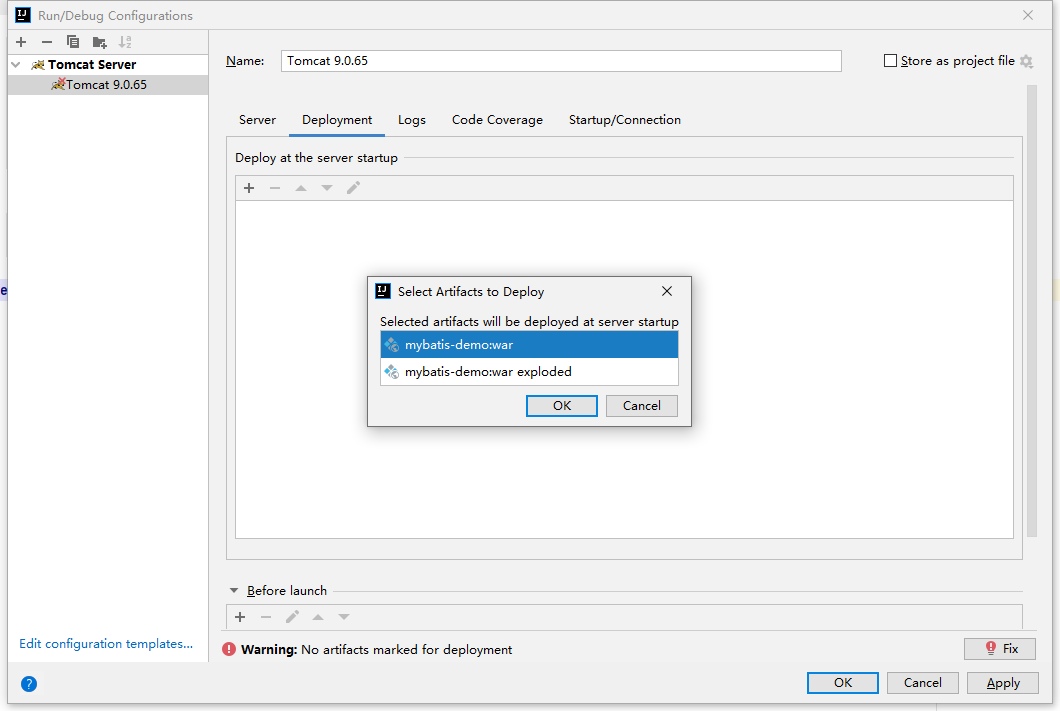 Run/Debug Configurations
Tomcat Server
Tomcat 9.0.65
Name: Tomcat 9.0.65
Store as project file
Server Deployment Logs Code Coverage Startup/Connection
Deploy at the server startup
Select Artifacts to Deploy
Selected artifacts will be deployed at server startup
mybatis-demo:war
mybatis-demo:war exploded
OK Cancel
Before launch
Edit configuration templates...
Warning: No artifacts marked for deployment
Fix
OK Cancel Apply